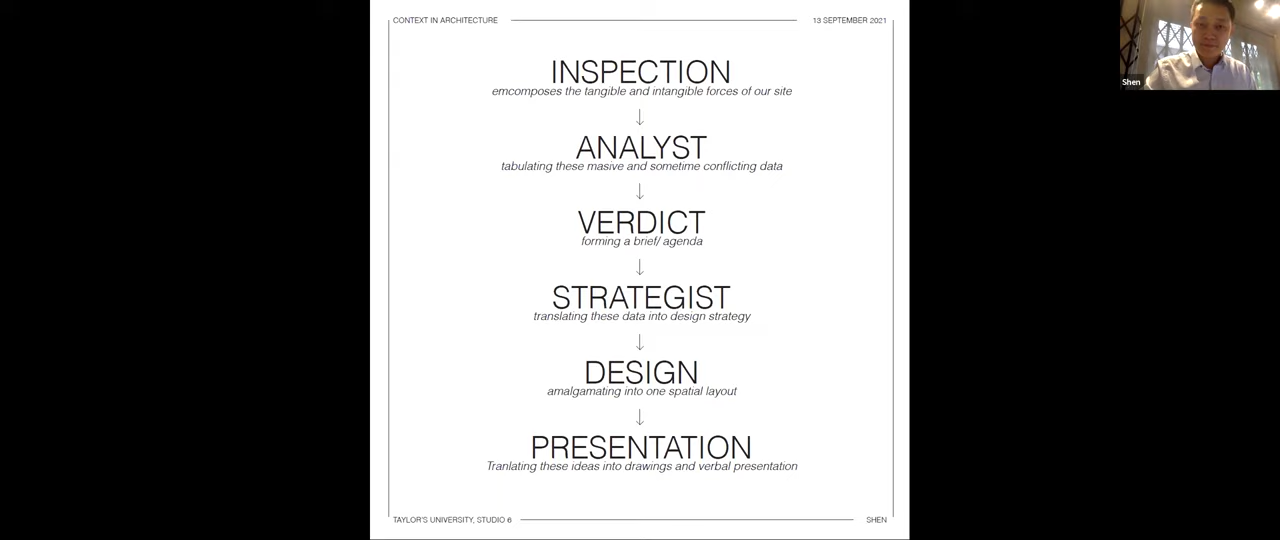 CONTEXT IN ARCHITECTURE
13 SEPTEMBER 2021
Shen
INSPECTION
emcomposes the tangible and intangible forces of our site
ANALYST
tabulating these masive and sometime conflicting data
VERDICT
forming a brief/ agenda
STRATEGIST
translating these data into design strategy
DESIGN
amalgamating into one spatial layout
PRESENTATION
Tranlating these ideas into drawings and verbal presentation
TAYLOR'S UNIVERSITY, STUDIO 6
SHEN